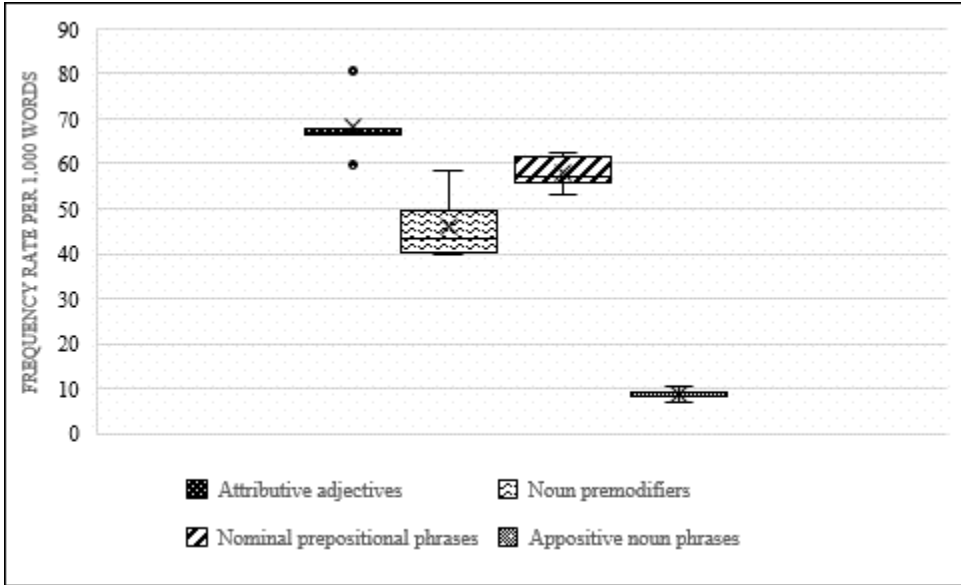 90
80
70
60
50
40
30
20
10
0
FREQUENCY RATE PER 1,000 WORDS
Attributive adjectives
Noun premodifiers
Nominal prepositional phrases
Appositive noun phrases